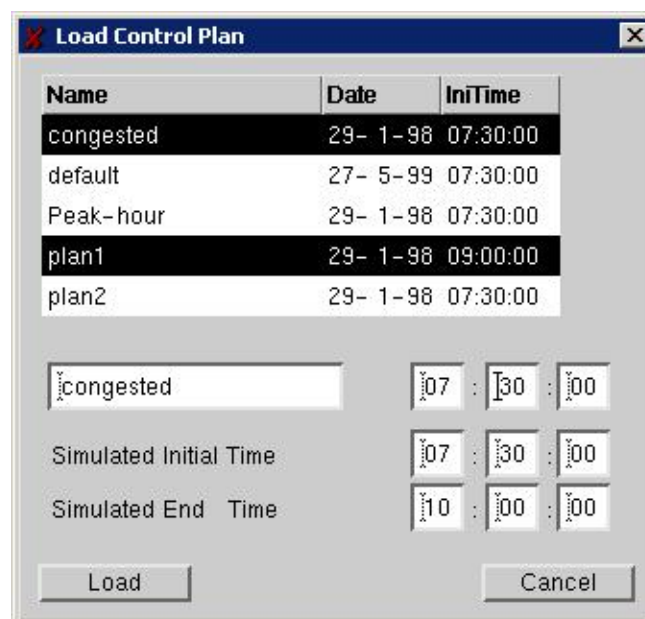 Load Control Plan
Name Date IniTime
congested 29- 1-98 07:30:00
default 27- 5-99 07:30:00
Peak-hour 29- 1-98 07:30:00
plan1 29- 1-98 09:00:00
plan2 29- 1-98 07:30:00
congested 07 : 30 : 00
Simulated Initial Time 07 : 30 : 00
Simulated End Time 10 : 00 : 00
Load Cancel